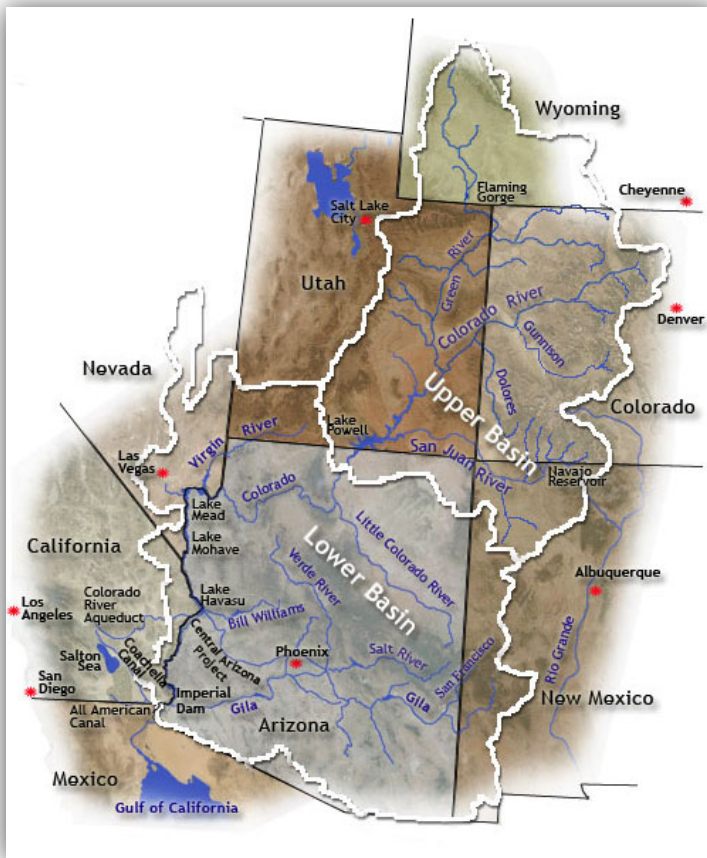 Wyoming
Flaming
Gorge
Cheyenne
Salt Lake
City
Utah
Green
River
Colorado River
Denver
Gunnison
Nevada
Upper Basin
Dolores
Colorado
Lake
Powell
Virgin
River
San Juan River
Las
Vegas
Navajo
Reservoir
Colorado
Lake
Mead
Lake
Mohave
Little Colorado River
Lower Basin
California
Verde River
Albuquerque
Lake
Havasu
Los
Angeles
Colorado
River
Aqueduct
Bill Williams
Rio Grande
Central Arizona
Project
Phoenix
Salt River
San Francisco
Salton
Sea
Coachella
Canal
San
Diego
Imperial
Dam
Gila
Gila
New Mexico
All American
Canal
Arizona
Mexico
Gulf of California